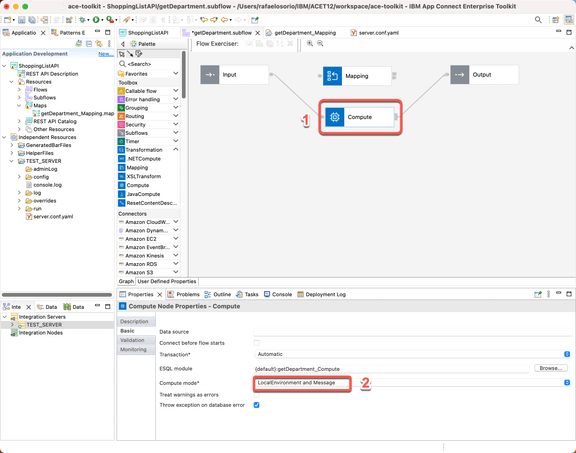 ace-toolkit - ShoppingListAPI/getDepartment.subflow - /Users/rafaelosorio/IBM/ACET12/workspace/ace-toolkit - IBM App Connect Enterprise Toolkit
Applicatio
Patterns E
Application Development
New...
ShoppingListAPI
REST API Description
Resources
Flows
Subflows
Maps
getDepartment_Mapping.map
REST API Catalog
Other Resources
Independent Resources
GeneratedBarFiles
HelperFiles
TEST_SERVER
adminLog
config
console.log
log
overrides
run
server.conf.yaml
ShoppingListAPI
*getDepartment.subflow
getDepartment_Mapping
server.conf.yaml
Palette
Flow Exerciser:
<Search>
Favorites
Toolbox
Callable flow
Error handling
Grouping
Routing
Security
Subflows
Timer
Transformation
.NETCompute
Mapping
XSLTransform
Compute
JavaCompute
ResetContentDesc...
Connectors
Amazon CloudW...
Amazon Dynam...
Amazon EC2
Amazon EventBr...
Amazon Kinesis
Amazon RDS
Amazon S3
Input
Mapping
Output
1
Compute
Graph
User Defined Properties
Inte
Data
Data
Integration Servers
TEST_SERVER
Integration Nodes
Properties
Problems
Outline
Tasks
Console
Deployment Log
Compute Node Properties - Compute
Description
Basic
Validation
Monitoring
Data source
Connect before flow starts
Transaction*
Automatic
ESQL module
{default}:getDepartment_Compute
Browse...
Compute mode*
LocalEnvironment and Message
2
Treat warnings as errors
Throw exception on database error